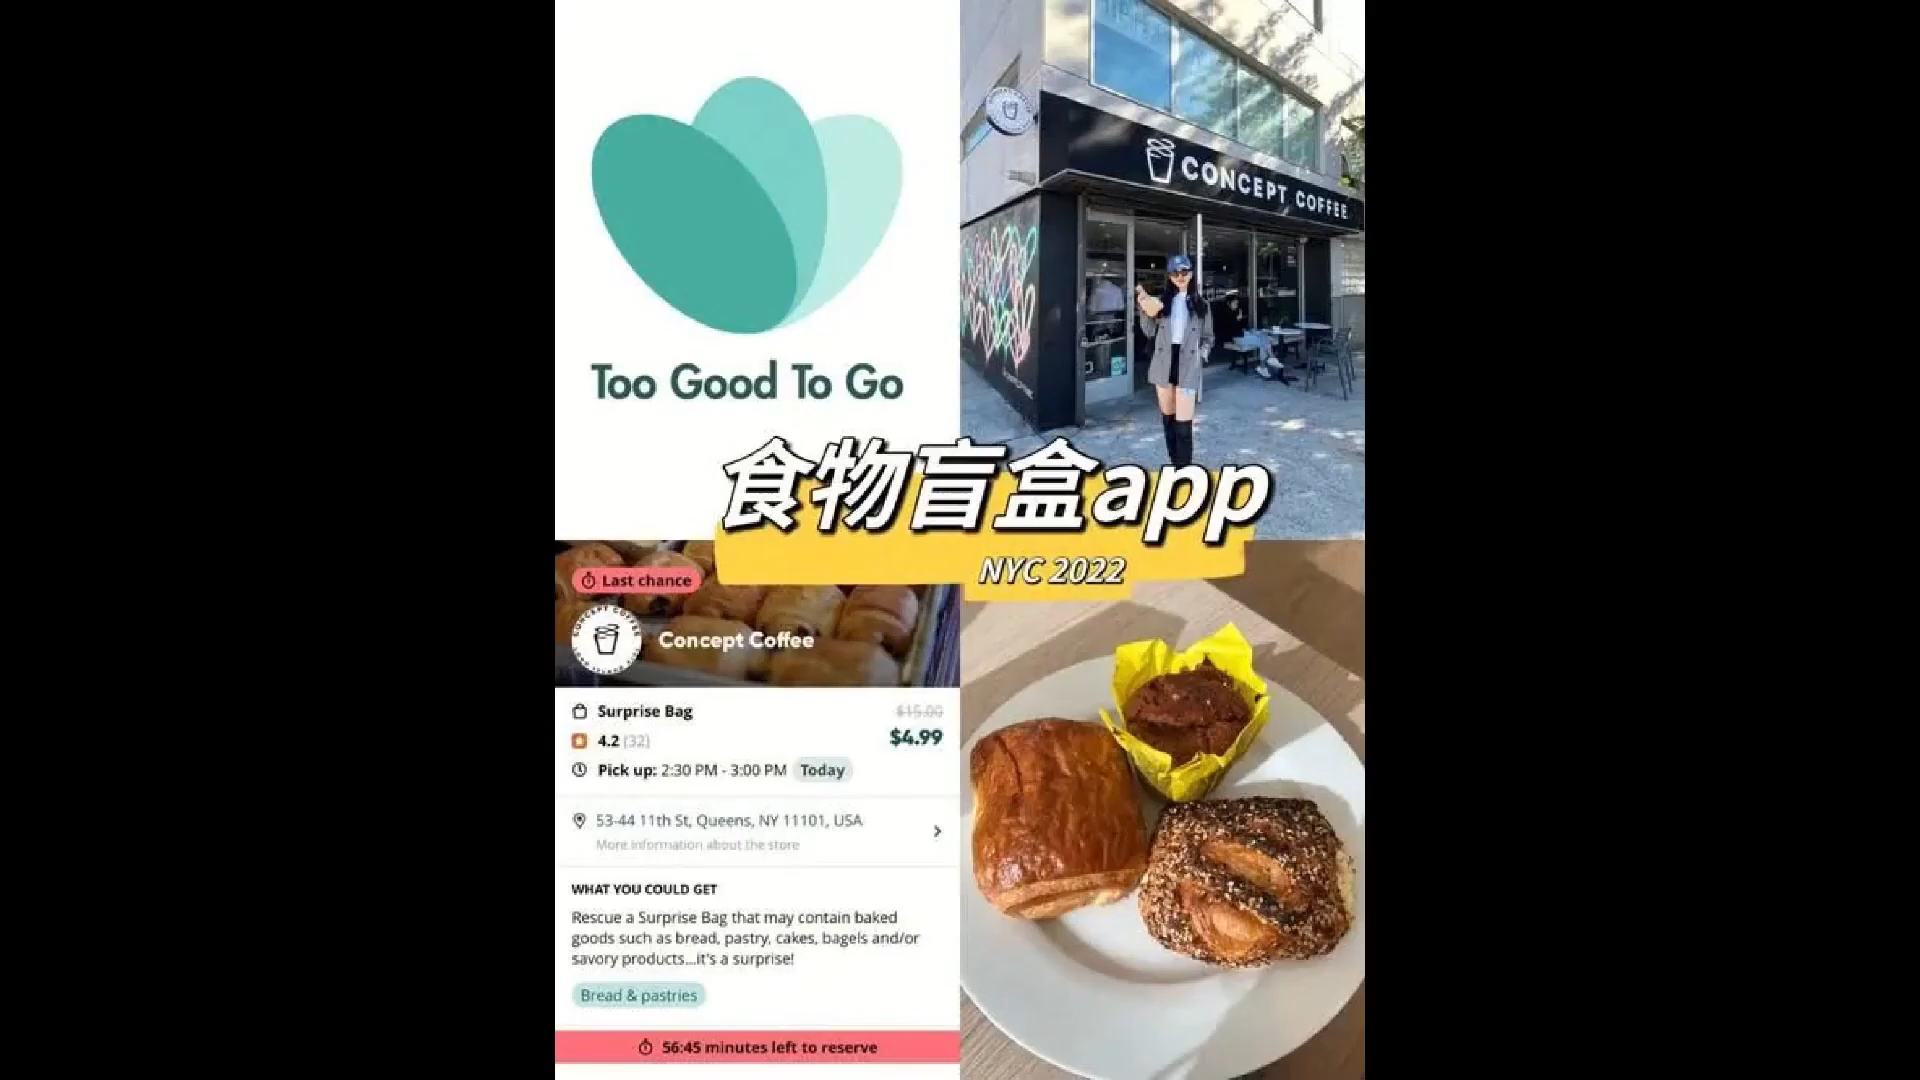 Too Good To Go
CONCEPT COFFEE
食物盲盒app
NYC 2022
Last chance
Concept Coffee
Surprise Bag
$15.00
4.2 (32)
$4.99
Pick up: 2:30 PM - 3:00 PM Today
53-44 11th St, Queens, NY 11101, USA
More information about the store
WHAT YOU COULD GET
Rescue a Surprise Bag that may contain baked
goods such as bread, pastry, cakes, bagels and/or
savory products...it's a surprise!
Bread & pastries
56:45 minutes left to reserve